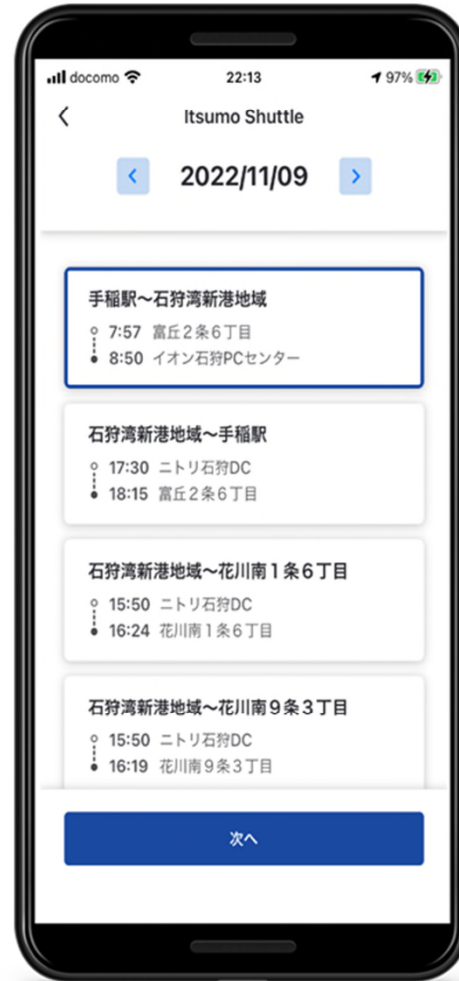 docomo 22:13 97%
Itsumo Shuttle
2022/11/09
手稲駅〜石狩湾新港地域
7:57 富丘2条6丁目
8:50 イオン石狩PCセンター
石狩湾新港地域〜手稲駅
17:30 ニトリ石狩DC
18:15 富丘2条6丁目
石狩湾新港地域〜花川南1条6丁目
15:50 ニトリ石狩DC
16:24 花川南1条6丁目
石狩湾新港地域〜花川南9条3丁目
15:50 ニトリ石狩DC
16:19 花川南9条3丁目
次へ